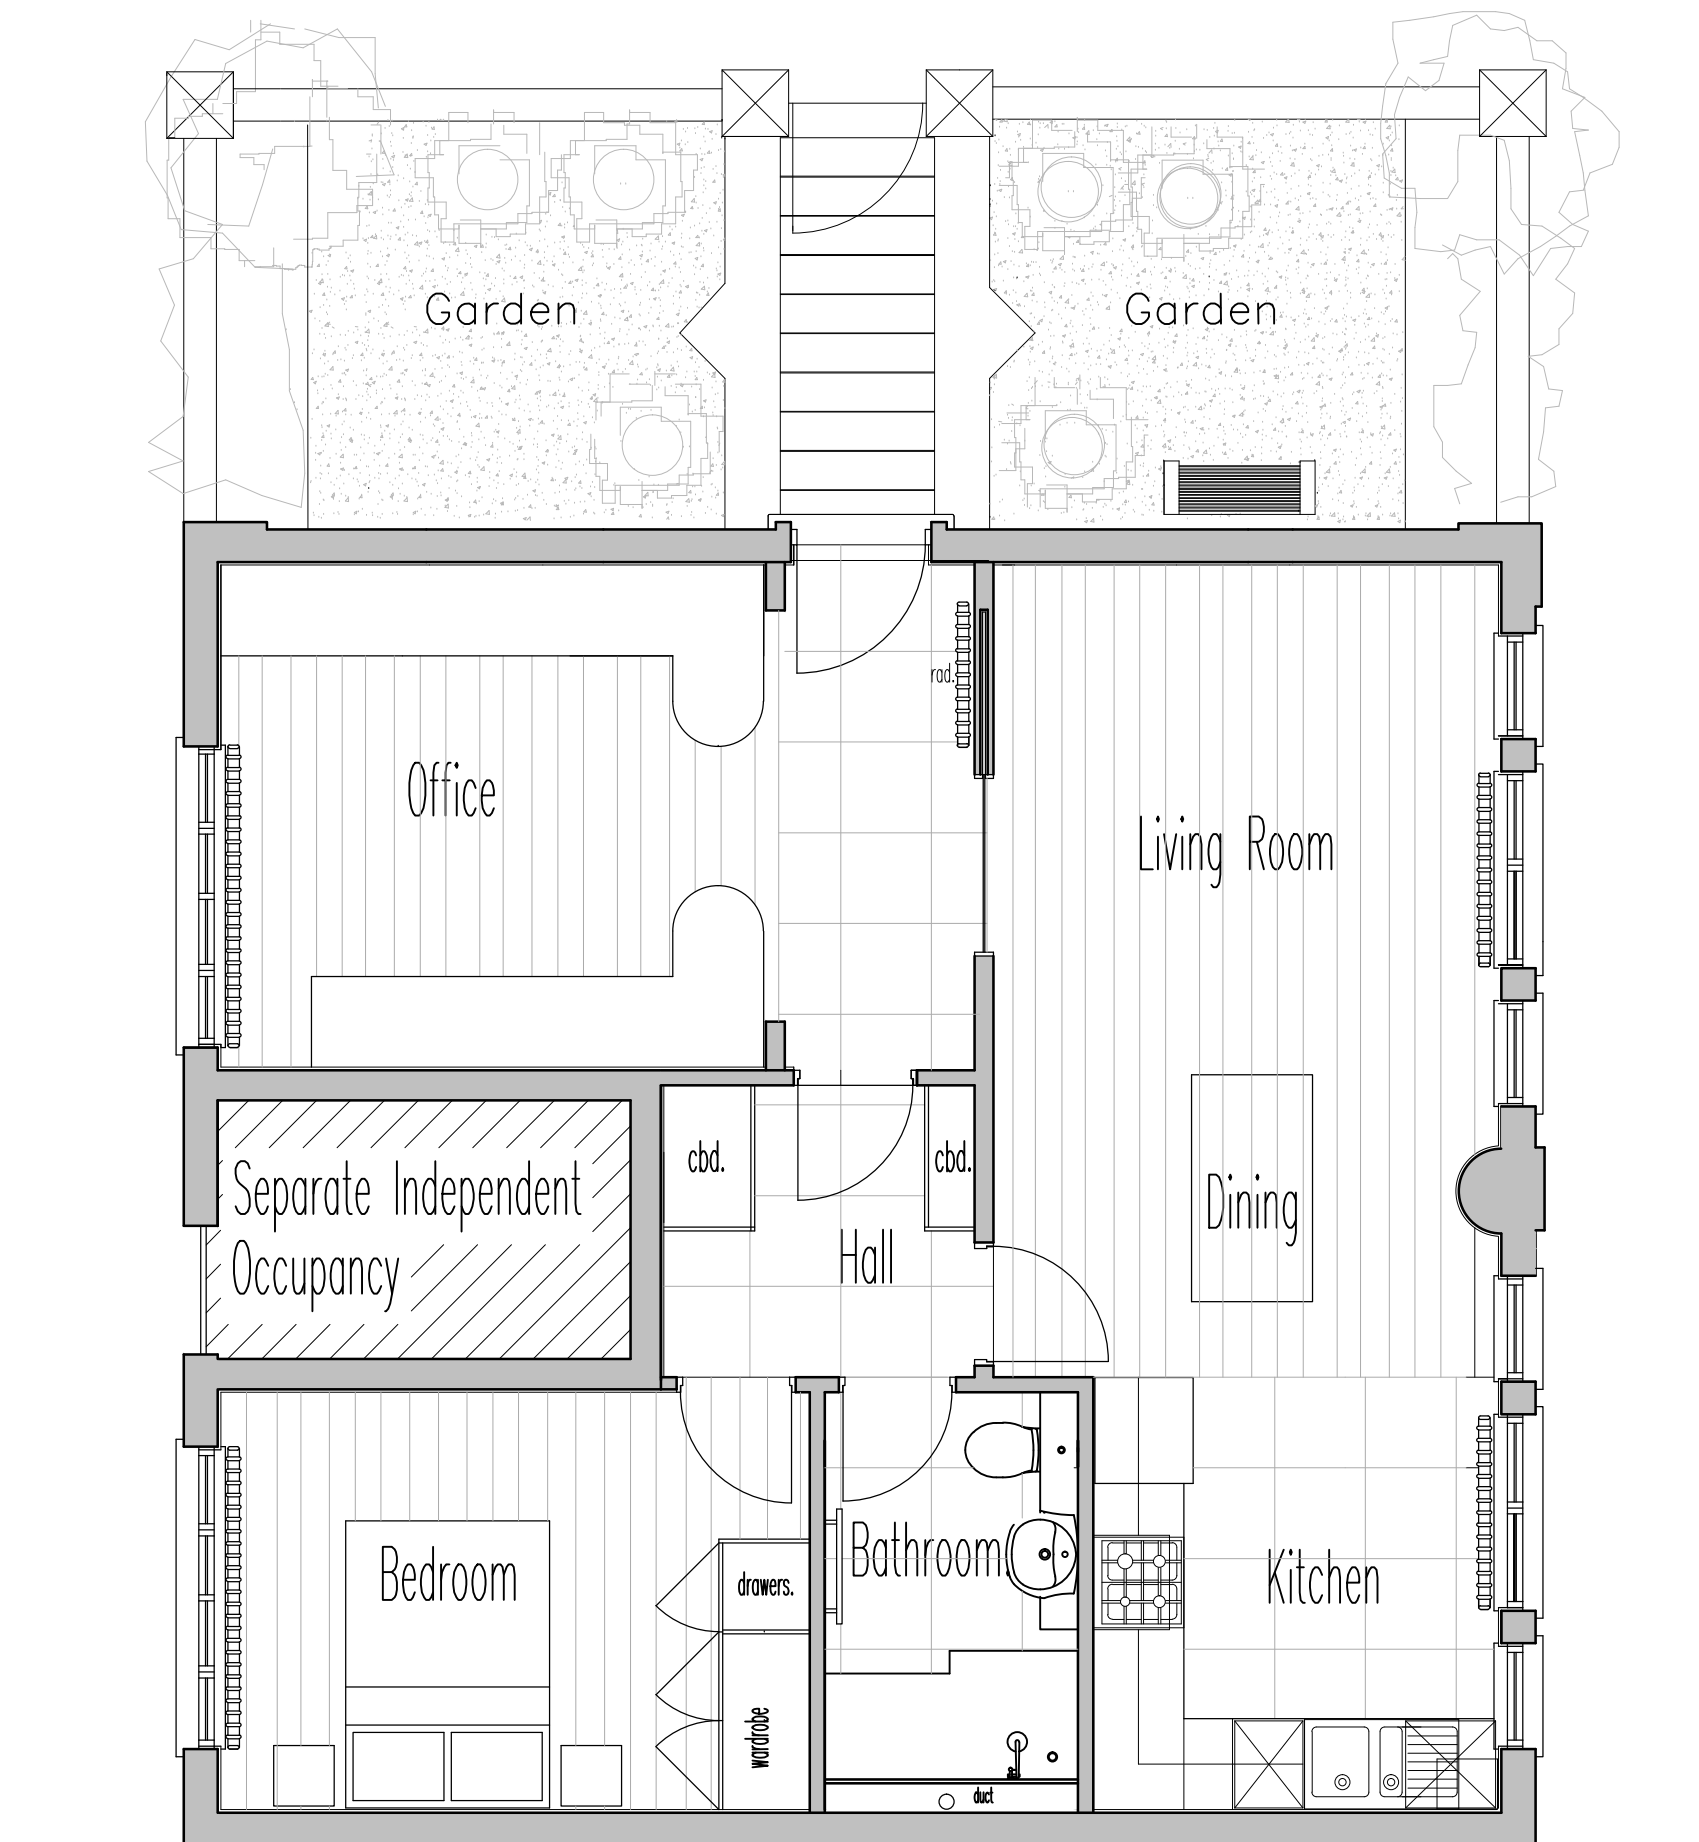 Garden
Garden
rad.
Office
Living Room
cbd.
cbd.
Separate Independent
Occupancy
Dining
Hall
Bathroom
Bedroom
drawers.
Kitchen
wardrobe
duct